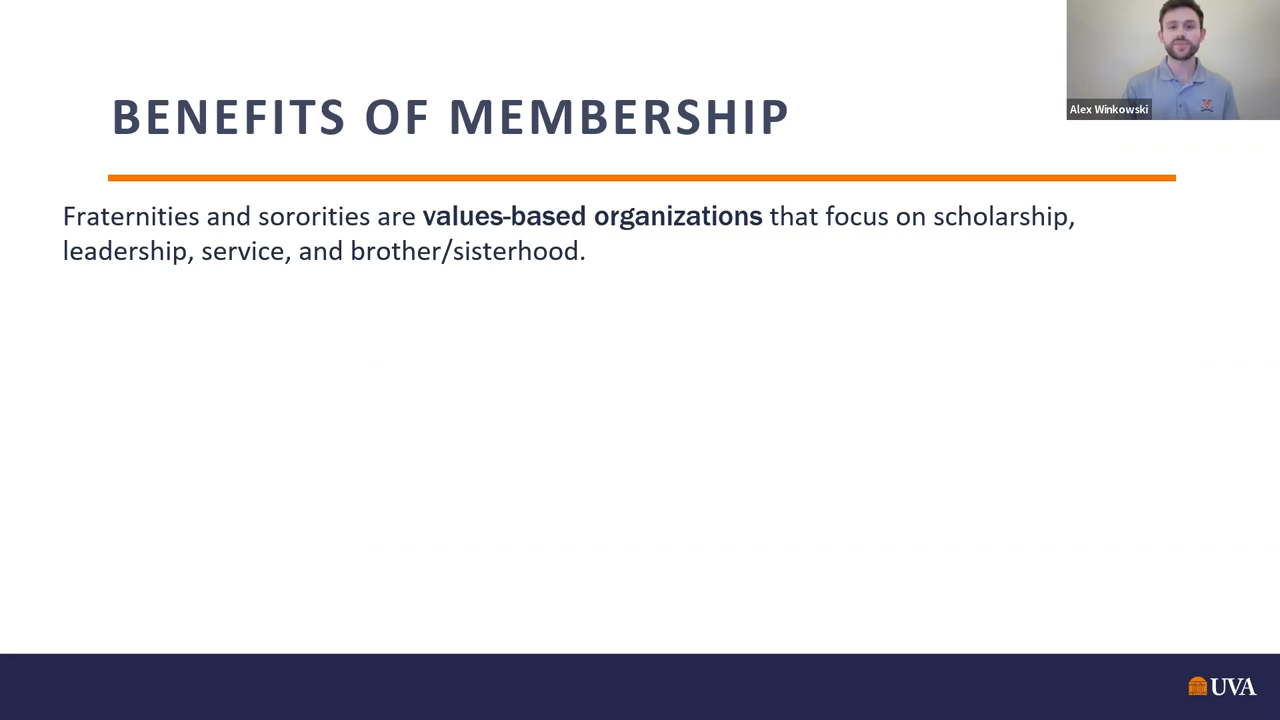 BENEFITS OF MEMBERSHIP
Alex Winkowski
Fraternities and sororities are values-based organizations that focus on scholarship,
leadership, service, and brother/sisterhood.
UVA